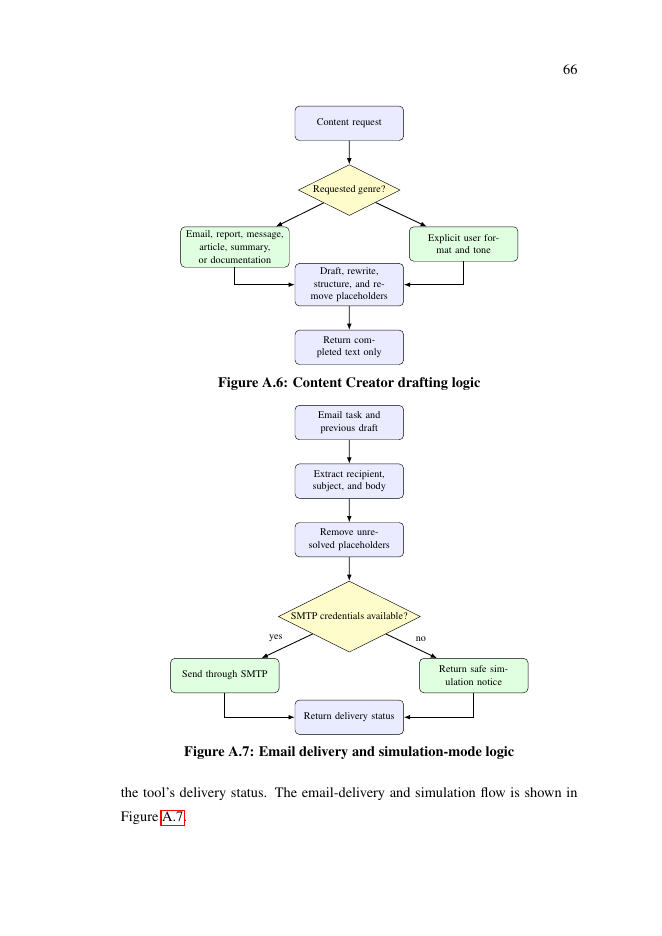 66
Content request
Requested genre?
Email, report, message,
article, summary,
or documentation
Explicit user for-
mat and tone
Draft, rewrite,
structure, and re-
move placeholders
Return com-
pleted text only
Figure A.6: Content Creator drafting logic
Email task and
previous draft
Extract recipient,
subject, and body
Remove unre-
solved placeholders
SMTP credentials available?
yes
no
Send through SMTP
Return safe sim-
ulation notice
Return delivery status
Figure A.7: Email delivery and simulation-mode logic
the tool's delivery status. The email-delivery and simulation flow is shown in
Figure A.7.